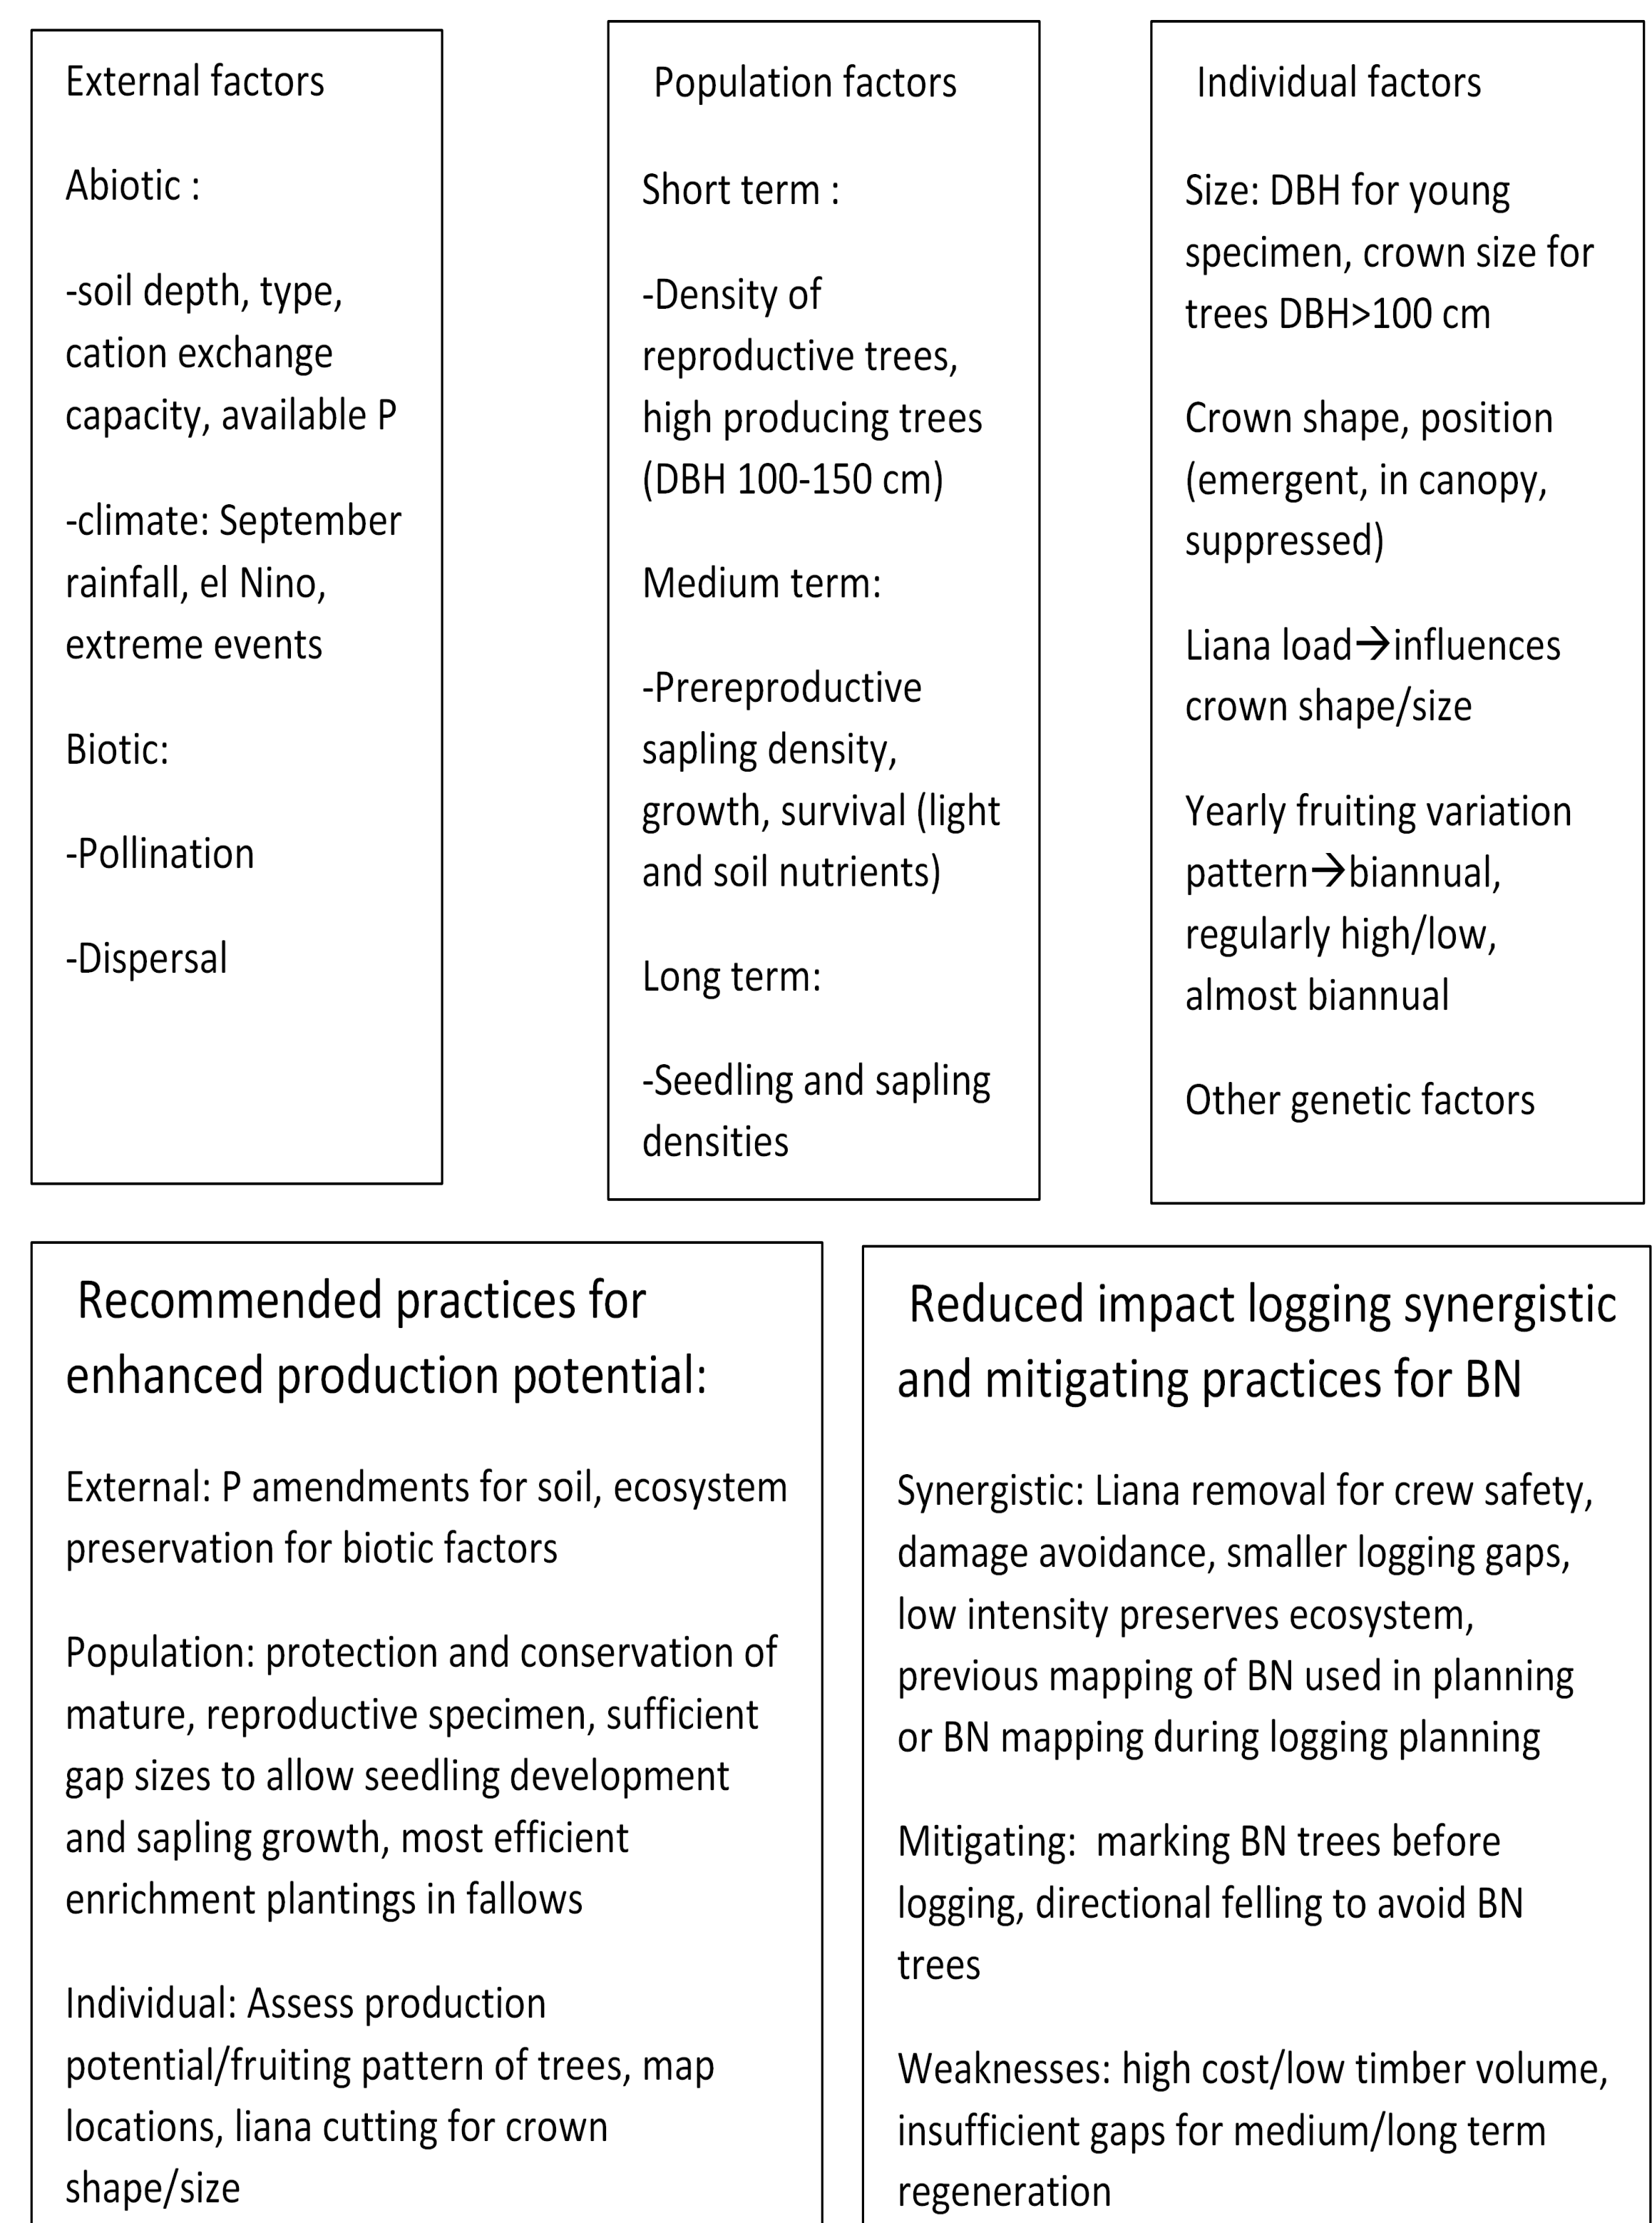 External factors
Abiotic :
-soil depth, type,
cation exchange
capacity, available P
-climate: September
rainfall, el Nino,
extreme events
Biotic:
-Pollination
-Dispersal
Population factors
Short term :
-Density of
reproductive trees,
high producing trees
(DBH 100-150 cm)
Medium term:
-Prereproductive
sapling density,
growth, survival (light
and soil nutrients)
Long term:
-Seedling and sapling
densities
Individual factors
Size: DBH for young
specimen, crown size for
trees DBH>100 cm
Crown shape, position
(emergent, in canopy,
suppressed)
Liana load→influences
crown shape/size
Yearly fruiting variation
pattern→biannual,
regularly high/low,
almost biannual
Other genetic factors
Recommended practices for
enhanced production potential:
External: P amendments for soil, ecosystem
preservation for biotic factors
Population: protection and conservation of
mature, reproductive specimen, sufficient
gap sizes to allow seedling development
and sapling growth, most efficient
enrichment plantings in fallows
Individual: Assess production
potential/fruiting pattern of trees, map
locations, liana cutting for crown
shape/size
Reduced impact logging synergistic
and mitigating practices for BN
Synergistic: Liana removal for crew safety,
damage avoidance, smaller logging gaps,
low intensity preserves ecosystem,
previous mapping of BN used in planning
or BN mapping during logging planning
Mitigating:  marking BN trees before
logging, directional felling to avoid BN
trees
Weaknesses: high cost/low timber volume,
insufficient gaps for medium/long term
regeneration